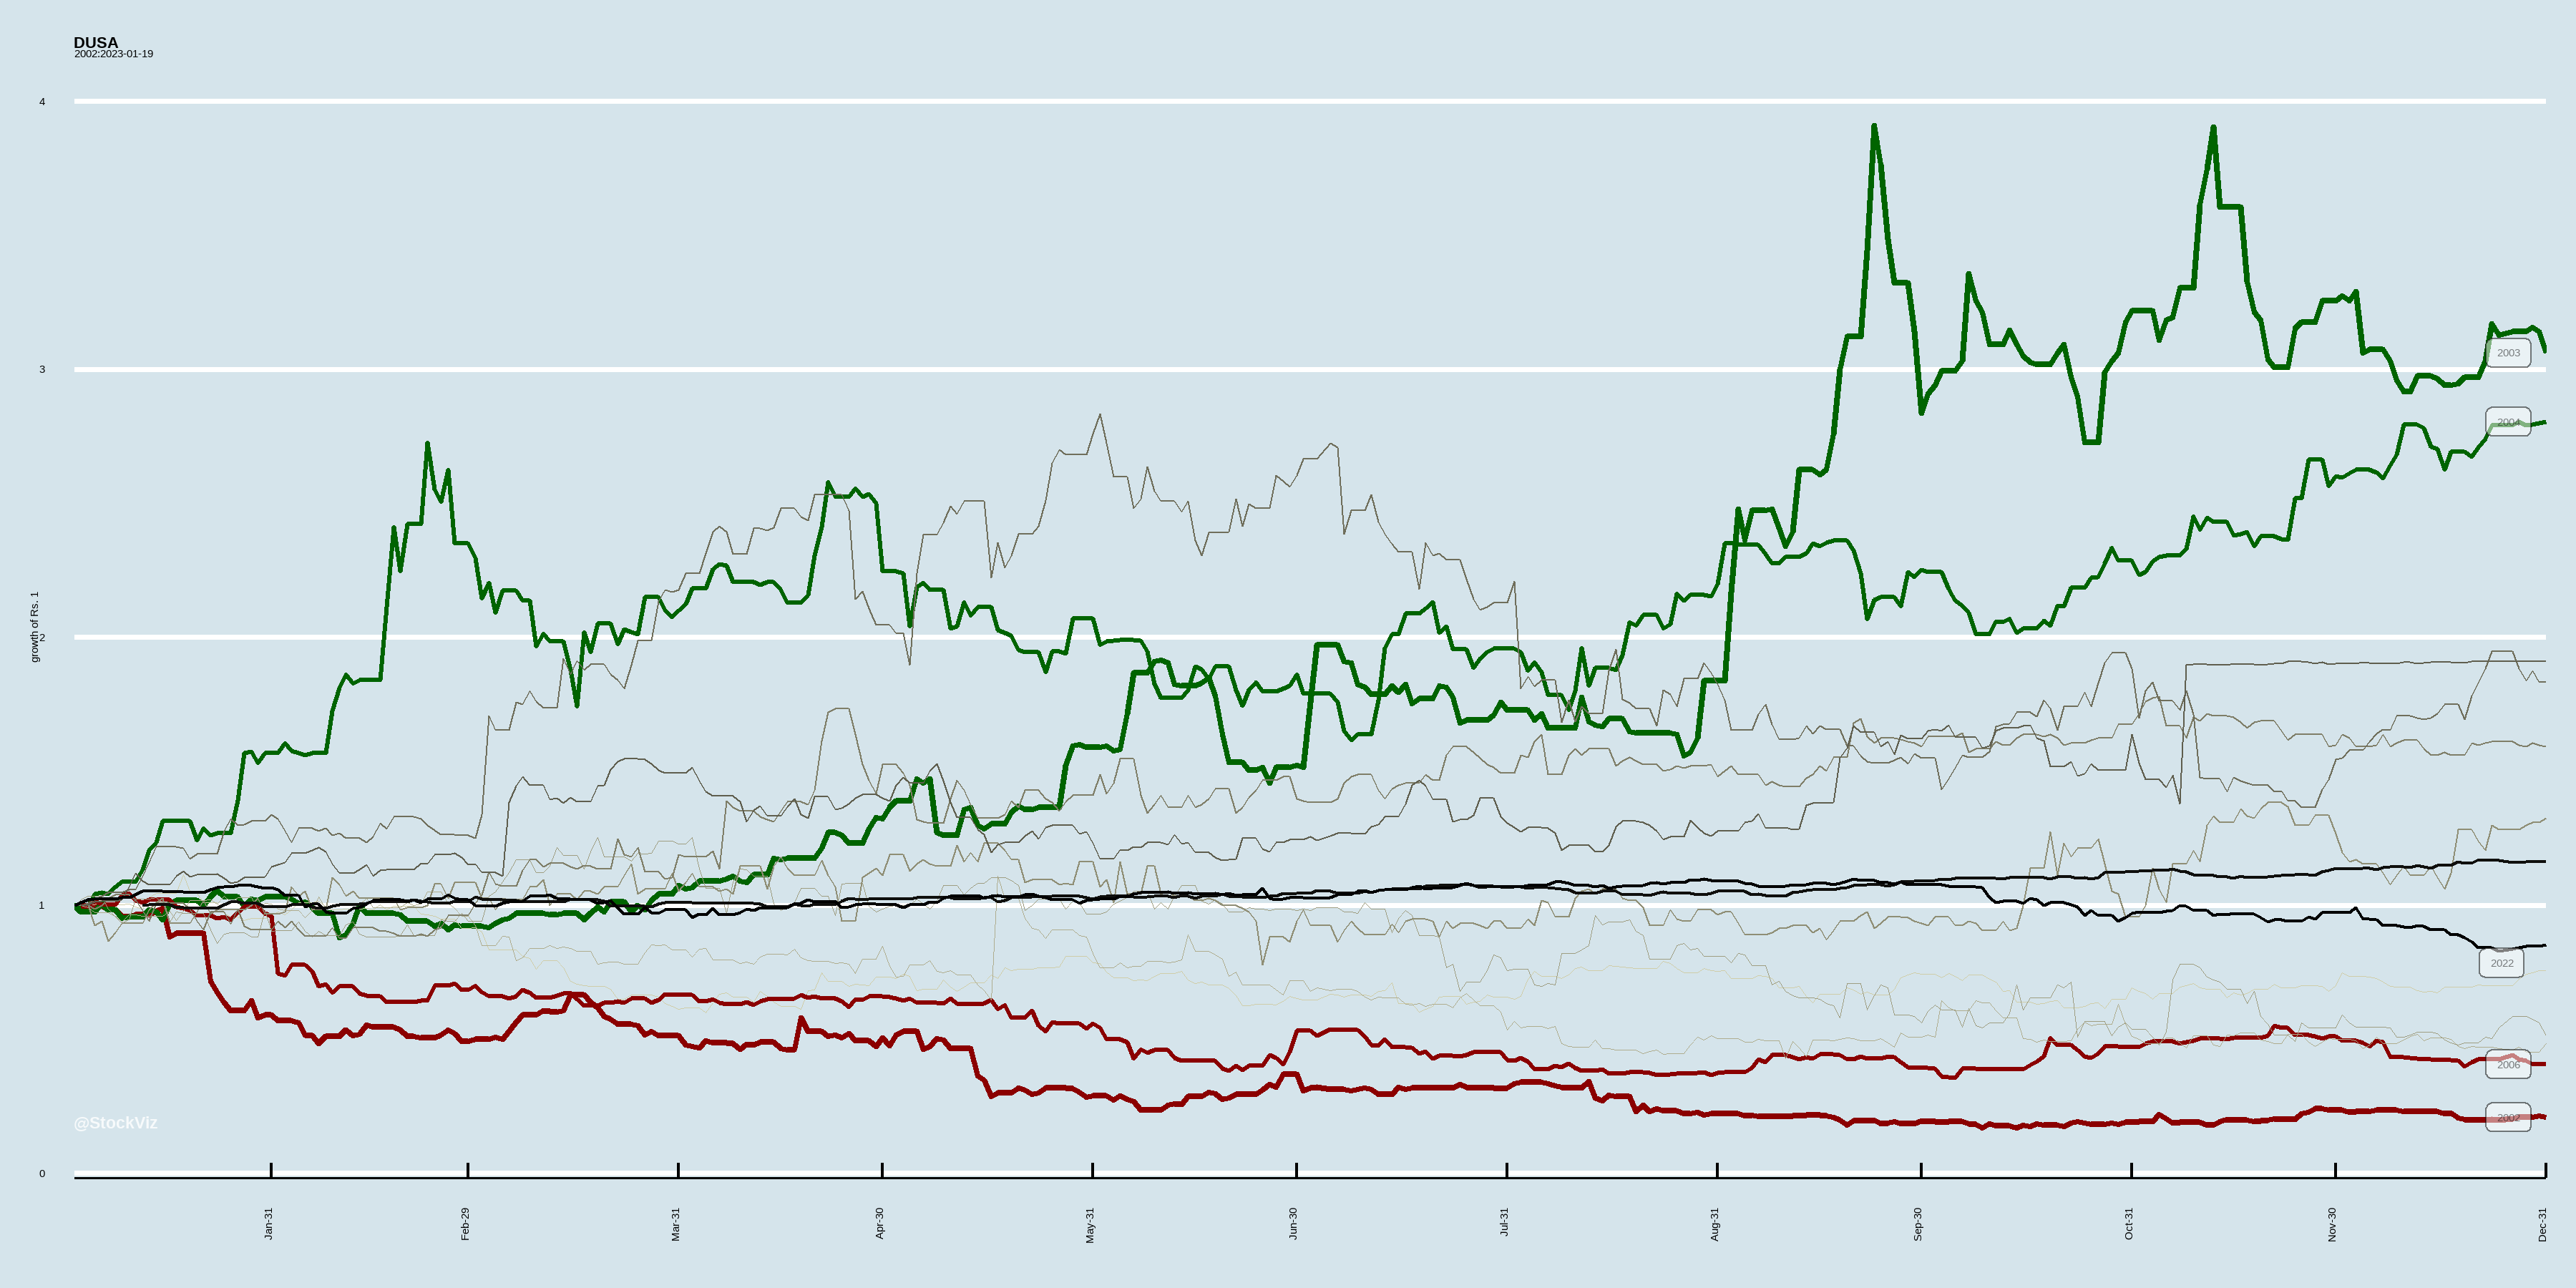 DUSA
2002:2023-01-19
4
3
2
1
0
growth of Rs. 1
2003
2004
2022
2006
2002
@StockViz
Jan-31
Feb-29
Mar-31
Apr-30
May-31
Jun-30
Jul-31
Aug-31
Sep-30
Oct-31
Nov-30
Dec-31